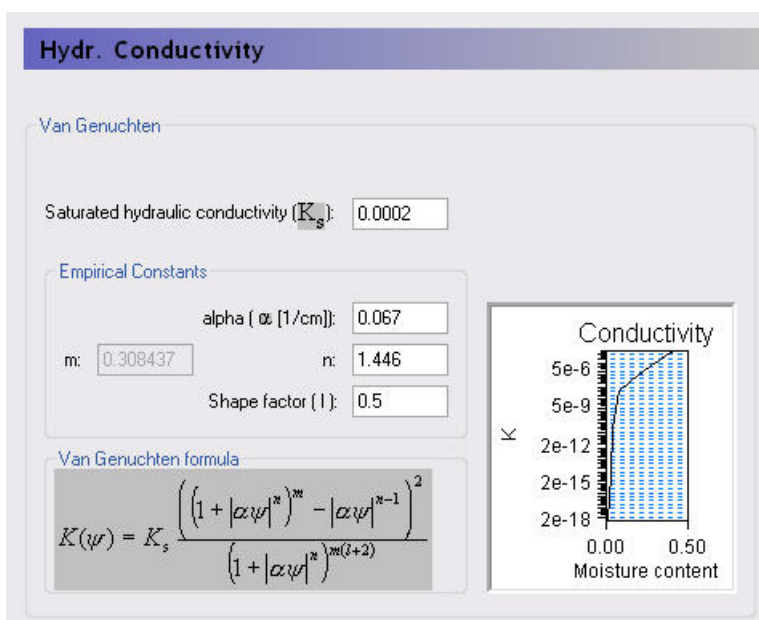 Hydr. Conductivity
Van Genuchten
Saturated hydraulic conductivity (Ks): 0.0002
Empirical Constants
alpha ( α [1/cm]): 0.067
m: 0.308437 n: 1.446
Shape factor ( l ): 0.5
Van Genuchten formula
K(ψ) = Ks ((1 + |αψ|^n)^m − |αψ|^(n−1))^2 / (1 + |αψ|^n)^(m(l+2))
Conductivity
5e-6
5e-9
2e-12
2e-15
2e-18
K
0.00 0.50
Moisture content